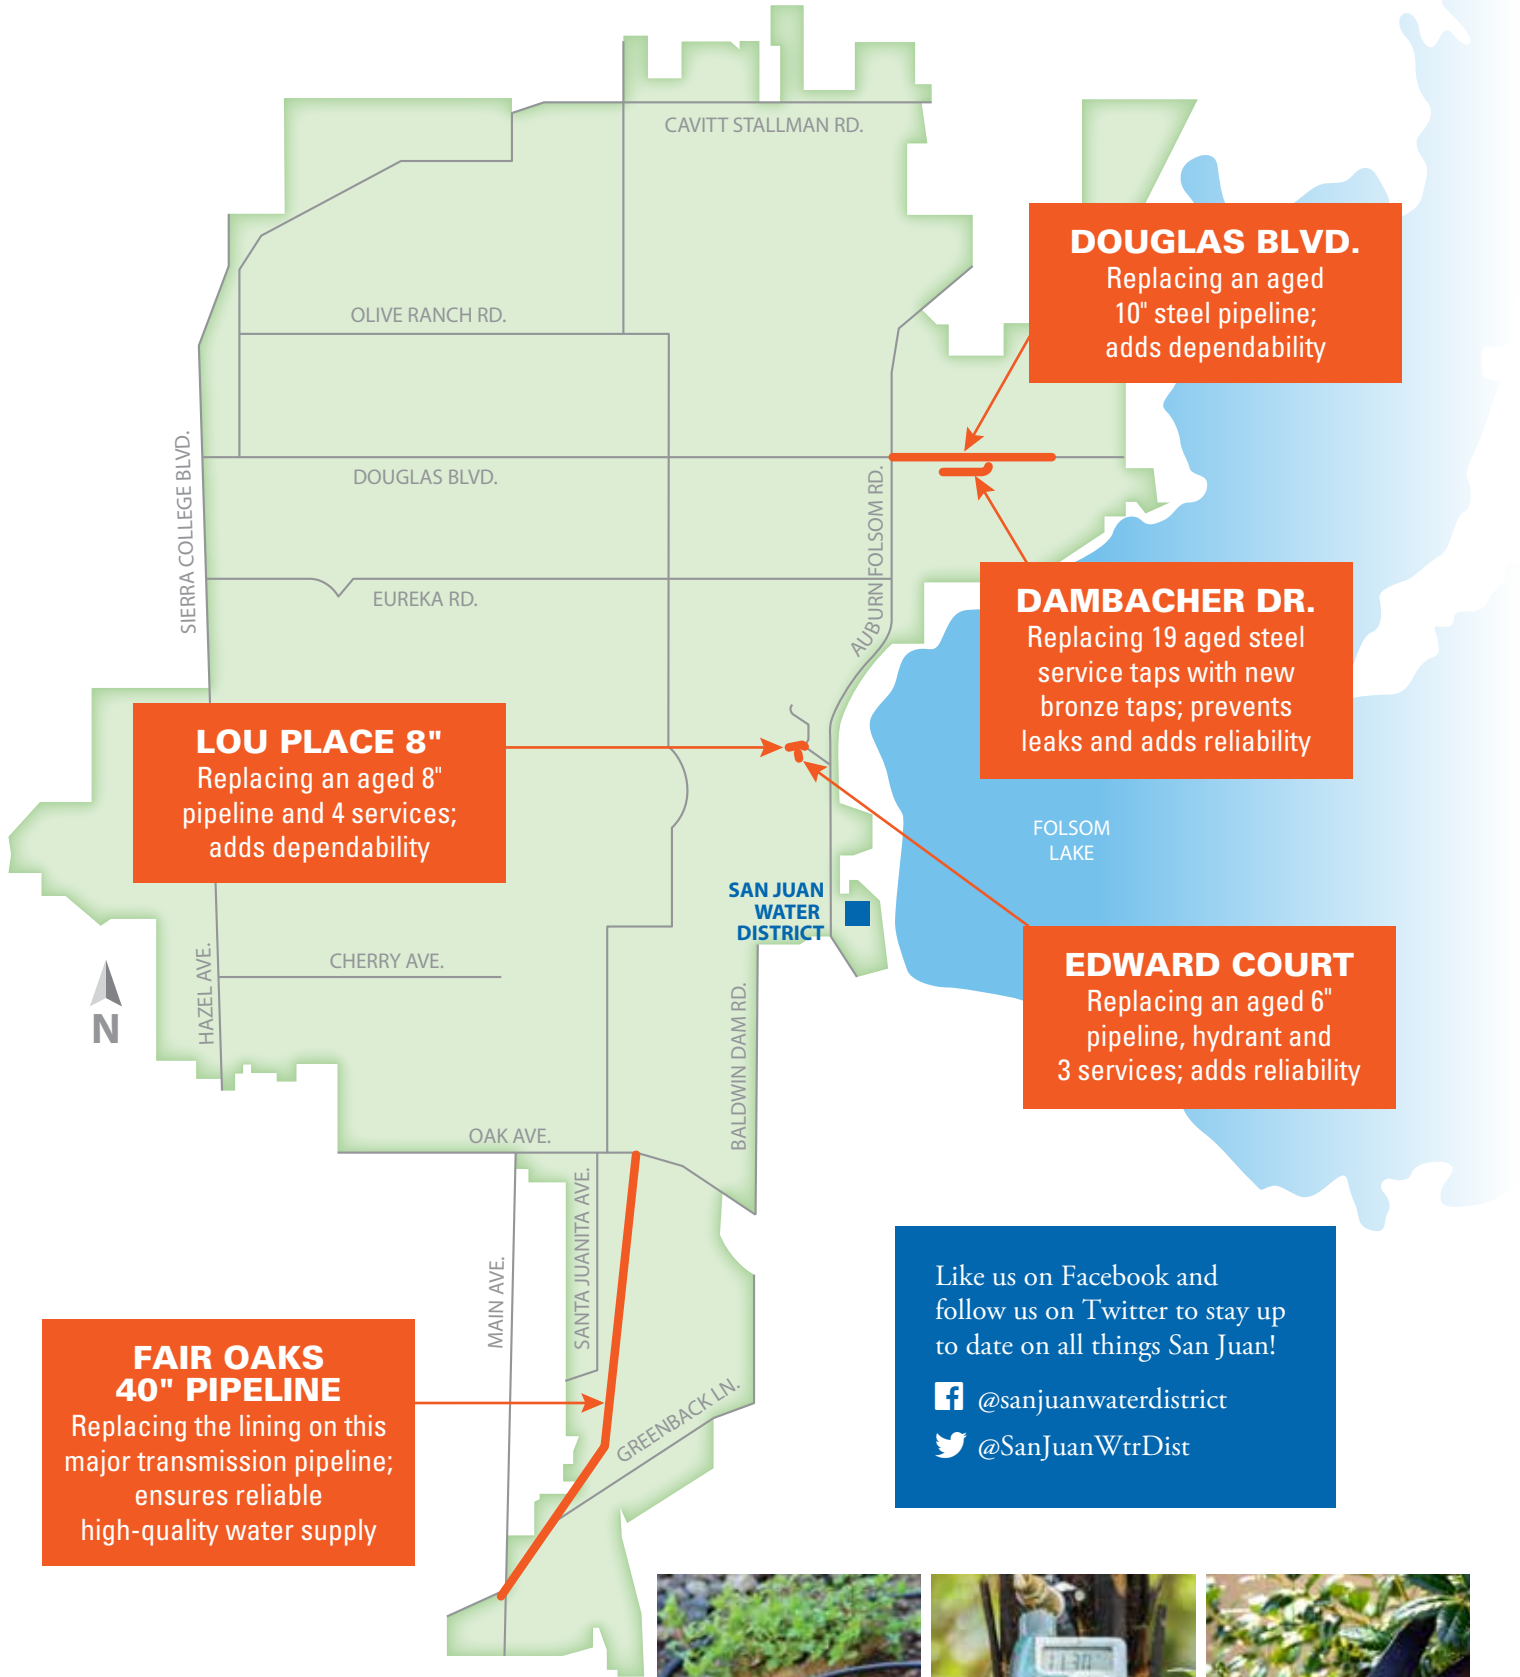 CAVITT STALLMAN RD.
DOUGLAS BLVD.
Replacing an aged
10" steel pipeline;
adds dependability
OLIVE RANCH RD.
SIERRA COLLEGE BLVD.
DOUGLAS BLVD.
AUBURN FOLSOM RD.
EUREKA RD.
DAMBACHER DR.
Replacing 19 aged steel
service taps with new
bronze taps; prevents
leaks and adds reliability
LOU PLACE 8"
Replacing an aged 8"
pipeline and 4 services;
adds dependability
FOLSOM
LAKE
SAN JUAN
WATER
DISTRICT
HAZEL AVE.
CHERRY AVE.
N
BALDWIN DAM RD.
EDWARD COURT
Replacing an aged 6"
pipeline, hydrant and
3 services; adds reliability
OAK AVE.
SANTA JUANITA AVE.
MAIN AVE.
GREENBACK LN.
FAIR OAKS
40" PIPELINE
Replacing the lining on this
major transmission pipeline;
ensures reliable
high-quality water supply
Like us on Facebook and
follow us on Twitter to stay up
to date on all things San Juan!
@sanjuanwaterdistrict
@SanJuanWtrDist